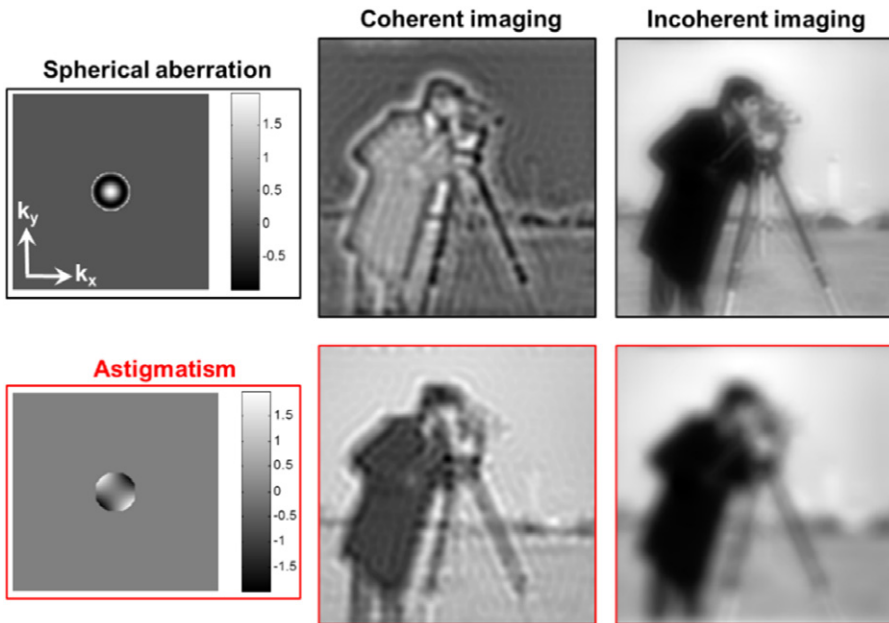 Coherent imaging
Incoherent imaging
Spherical aberration
1.5
1
0.5
0
-0.5
ky
kx
Astigmatism
1.5
1
0.5
0
-0.5
-1
-1.5